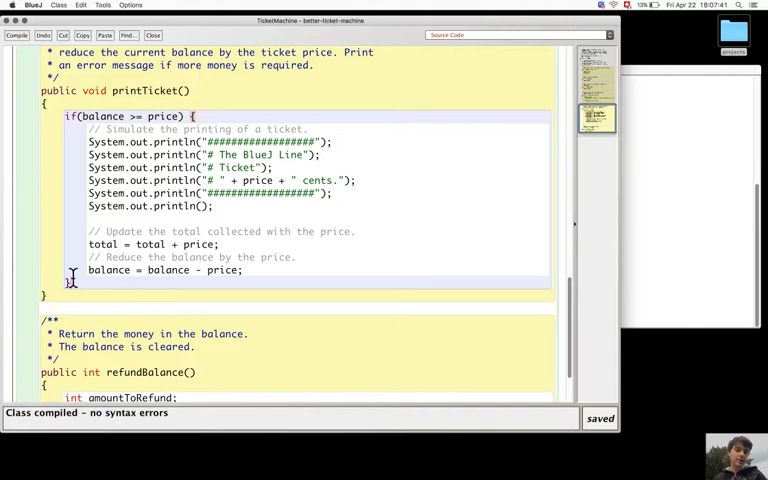 BlueJ Class Edit Tools Options 13% Fri Apr 22 18:07:41
TicketMachine - better-ticket-machine
Compile Undo Cut Copy Paste Find... Close Source Code
projects
* reduce the current balance by the ticket price. Print
* an error message if more money is required.
*/
public void printTicket()
{
if(balance >= price) {
// Simulate the printing of a ticket.
System.out.println("##################");
System.out.println("# The BlueJ Line");
System.out.println("# Ticket");
System.out.println("# " + price + " cents.");
System.out.println("##################");
System.out.println();
// Update the total collected with the price.
total = total + price;
// Reduce the balance by the price.
balance = balance - price;
}
}
/**
* Return the money in the balance.
* The balance is cleared.
*/
public int refundBalance()
{
int amountToRefund;
Class compiled - no syntax errors
saved